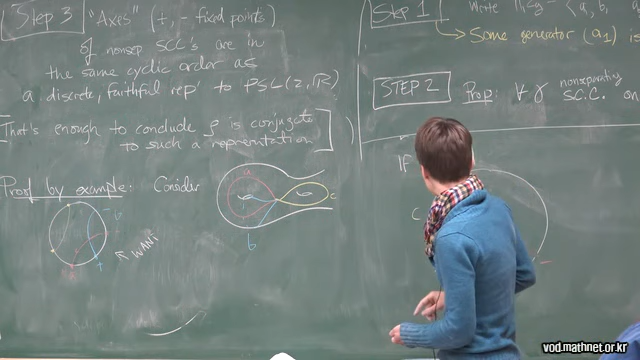 Step 3 "Axes" (+, - fixed points)
of nonsep SCC's are in
the same cyclic order as
a discrete, faithful rep' to PSL(2,R)
[That's enough to conclude ρ is conjugate
to such a representation]
Proof by example: Consider
a
c
b
- b
+
WANT
Step 1 Write
→ Some generator (a₁) is
STEP 2 Prop: ∀ γ nonseparating
S.C.C. on
IF
c
-
vod.mathnet.or.kr